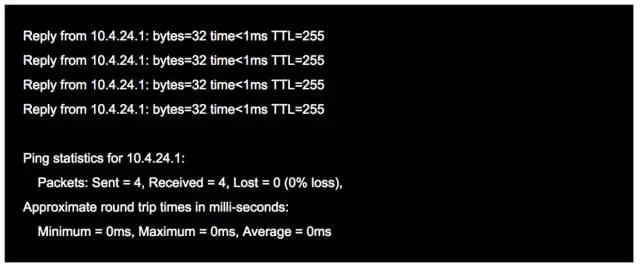 Reply from 10.4.24.1: bytes=32 time<1ms TTL=255
Reply from 10.4.24.1: bytes=32 time<1ms TTL=255
Reply from 10.4.24.1: bytes=32 time<1ms TTL=255
Reply from 10.4.24.1: bytes=32 time<1ms TTL=255
Ping statistics for 10.4.24.1:
Packets: Sent = 4, Received = 4, Lost = 0 (0% loss),
Approximate round trip times in milli-seconds:
Minimum = 0ms, Maximum = 0ms, Average = 0ms